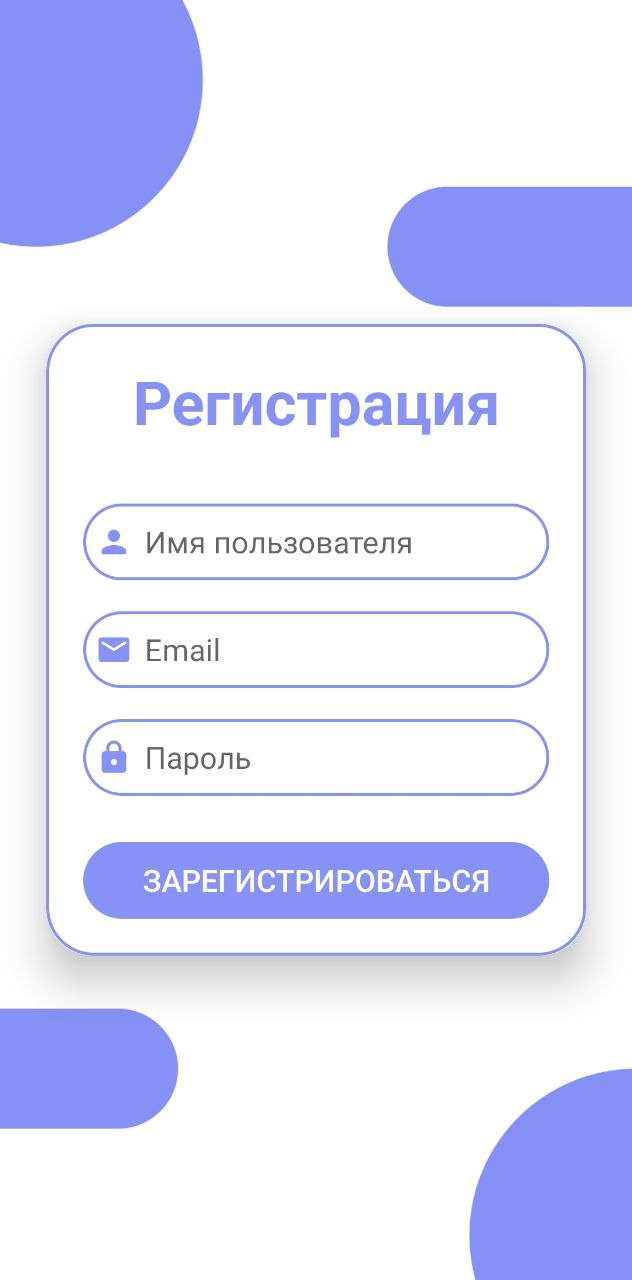 Регистрация
Имя пользователя
Email
Пароль
ЗАРЕГИСТРИРОВАТЬСЯ